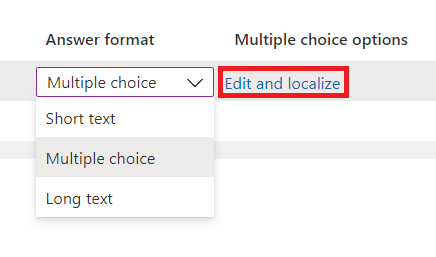 Answer format Multiple choice options
Multiple choice Edit and localize
Short text
Multiple choice
Long text